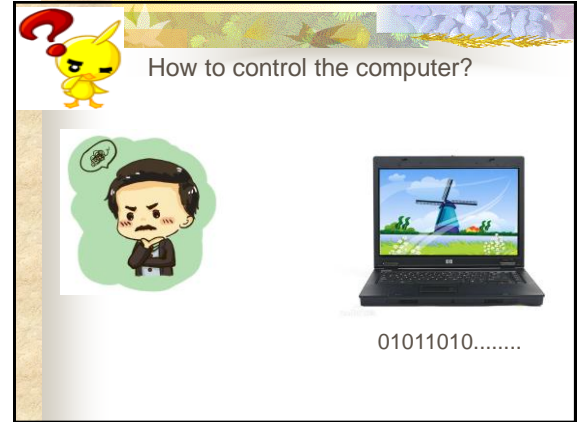 How to control the computer?
01011010........